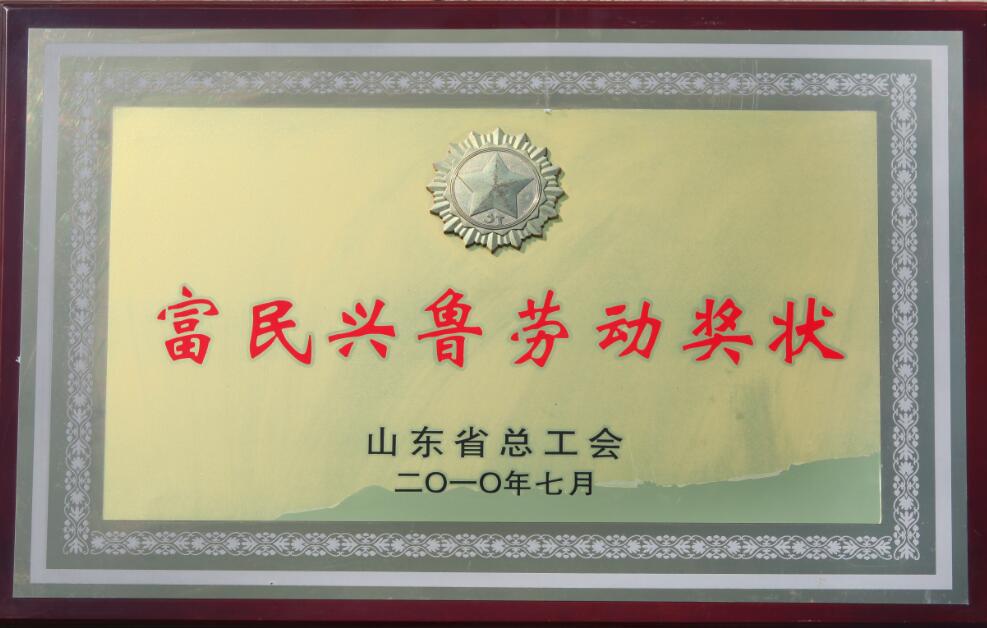 富民兴鲁劳动奖状
山东省总工会
二〇一〇年七月